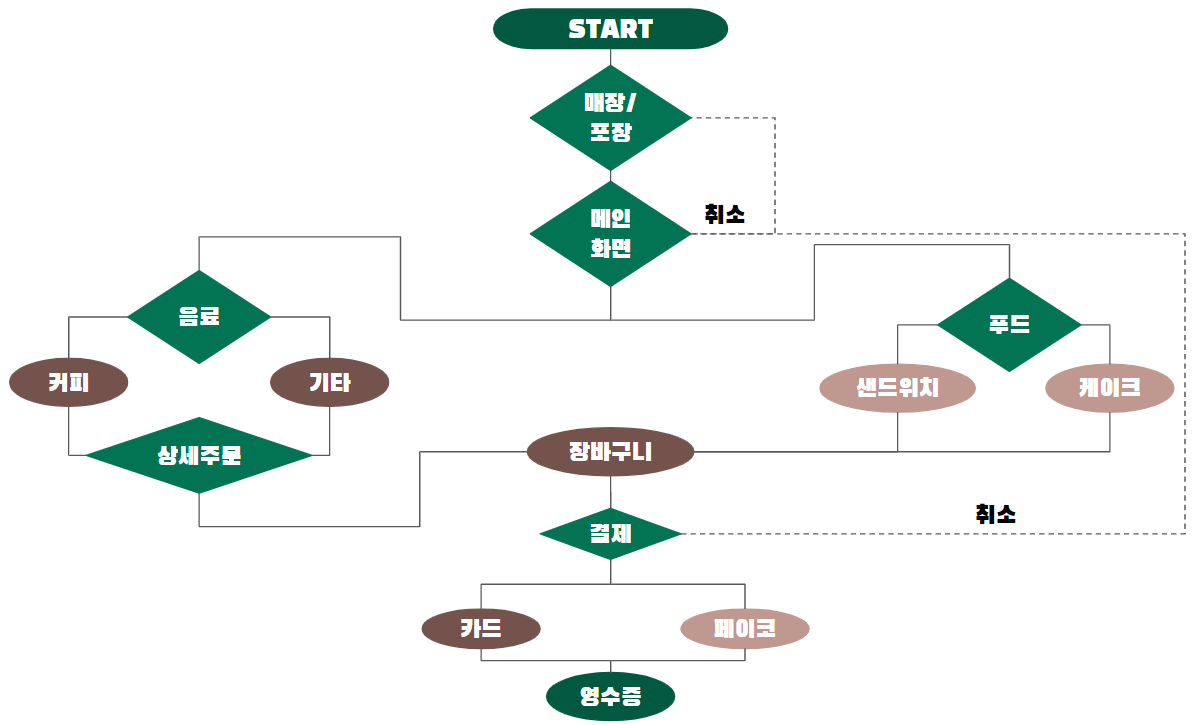 START
매장/
포장
메인
화면
취소
음료
푸드
커피
기타
샌드위치
케이크
상세주문
장바구니
결제
취소
카드
페이코
영수증